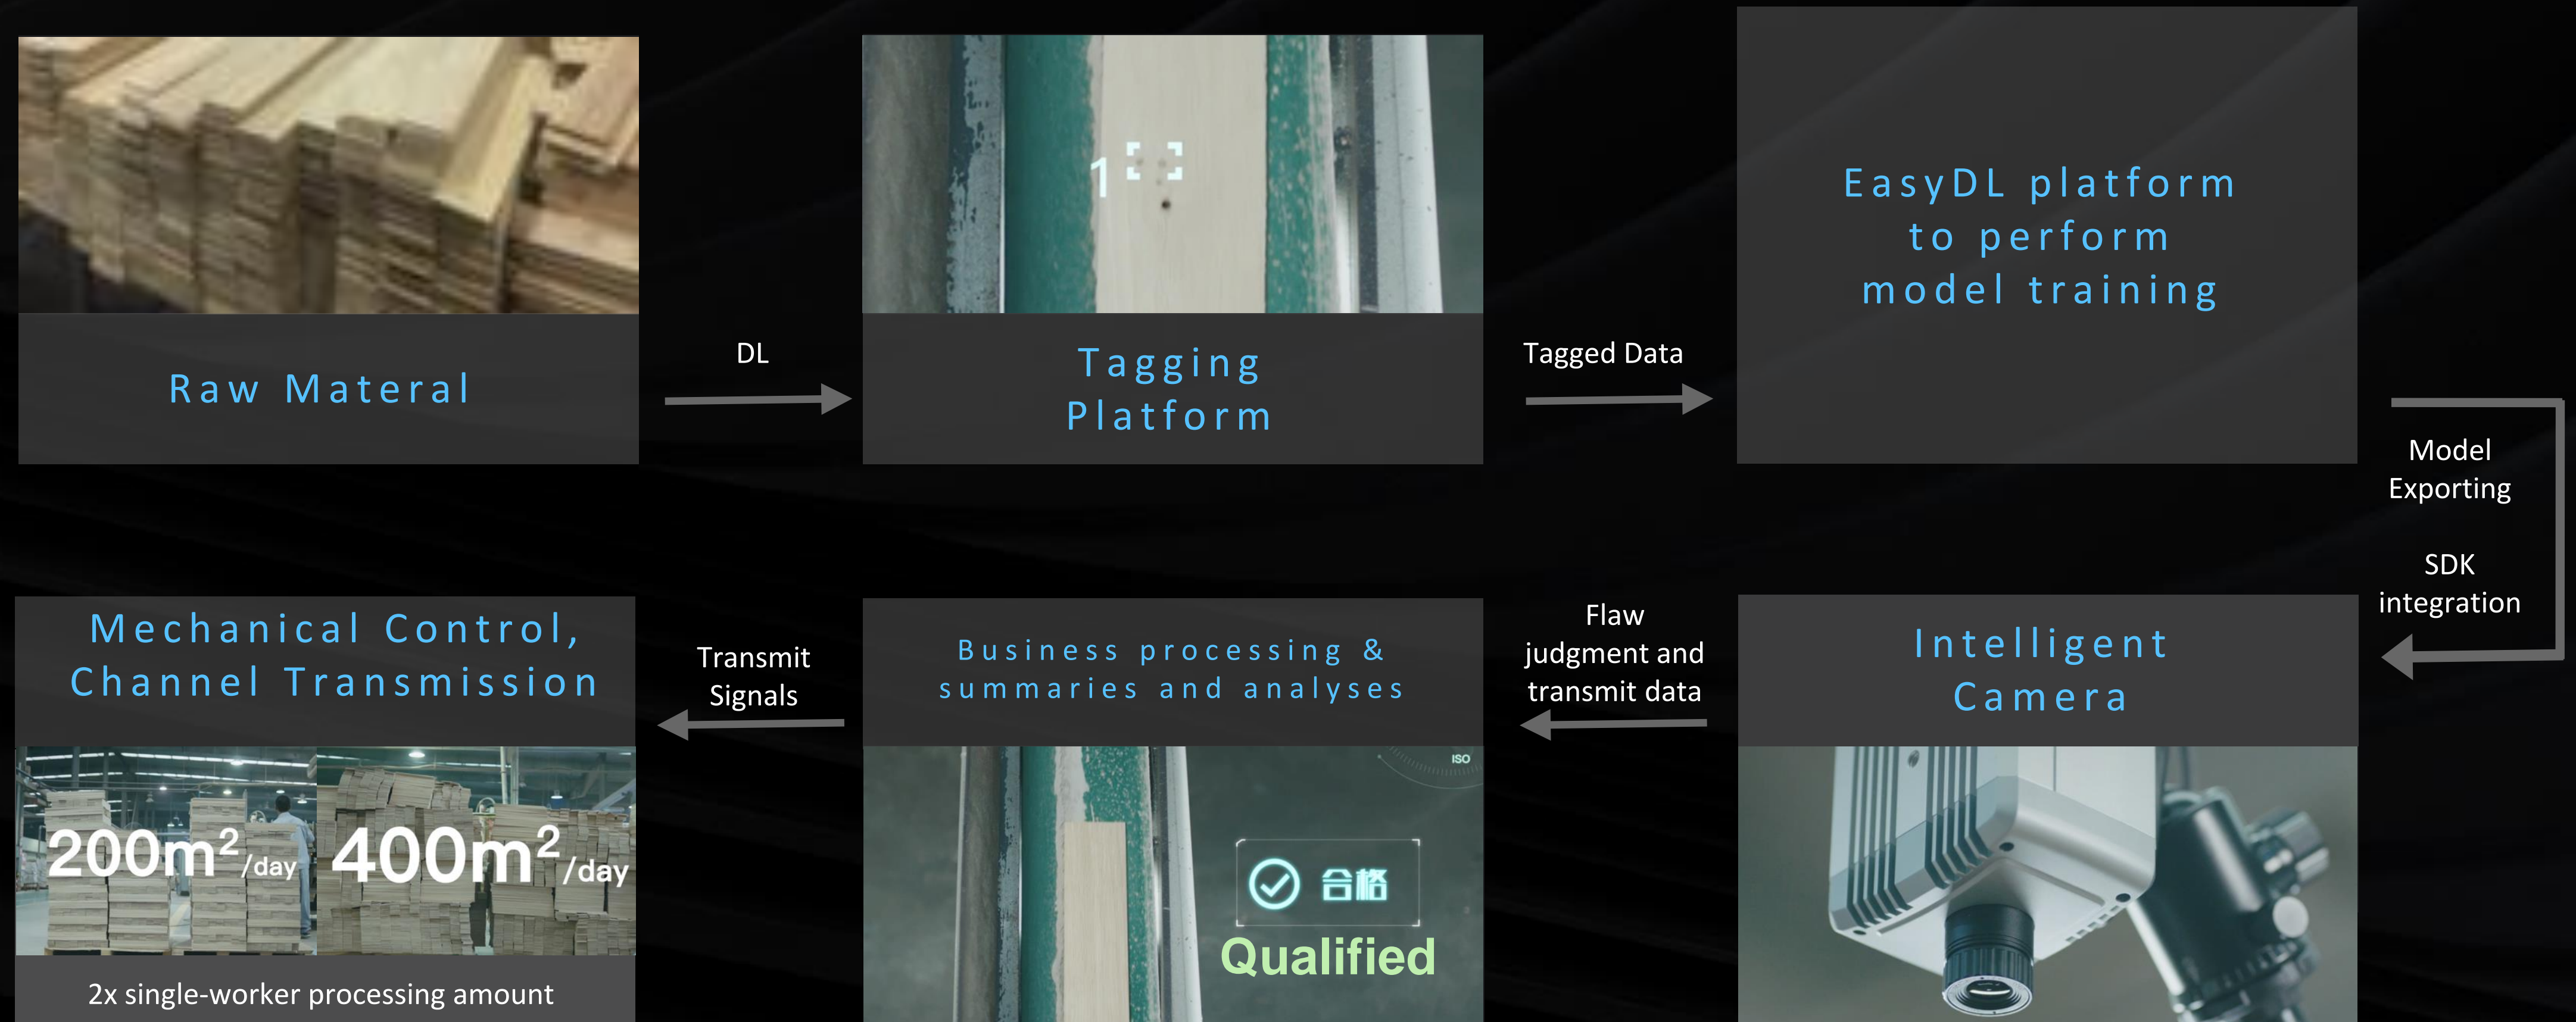 Raw Materal
DL
1
Tagging
Platform
Tagged Data
EasyDL platform
to perform
model training
Model
Exporting
SDK
integration
Intelligent
Camera
Flaw
judgment and
transmit data
Business processing &
summaries and analyses
ISO
合格
Qualified
Transmit
Signals
Mechanical Control,
Channel Transmission
200m²/day
400m²/day
2x single-worker processing amount